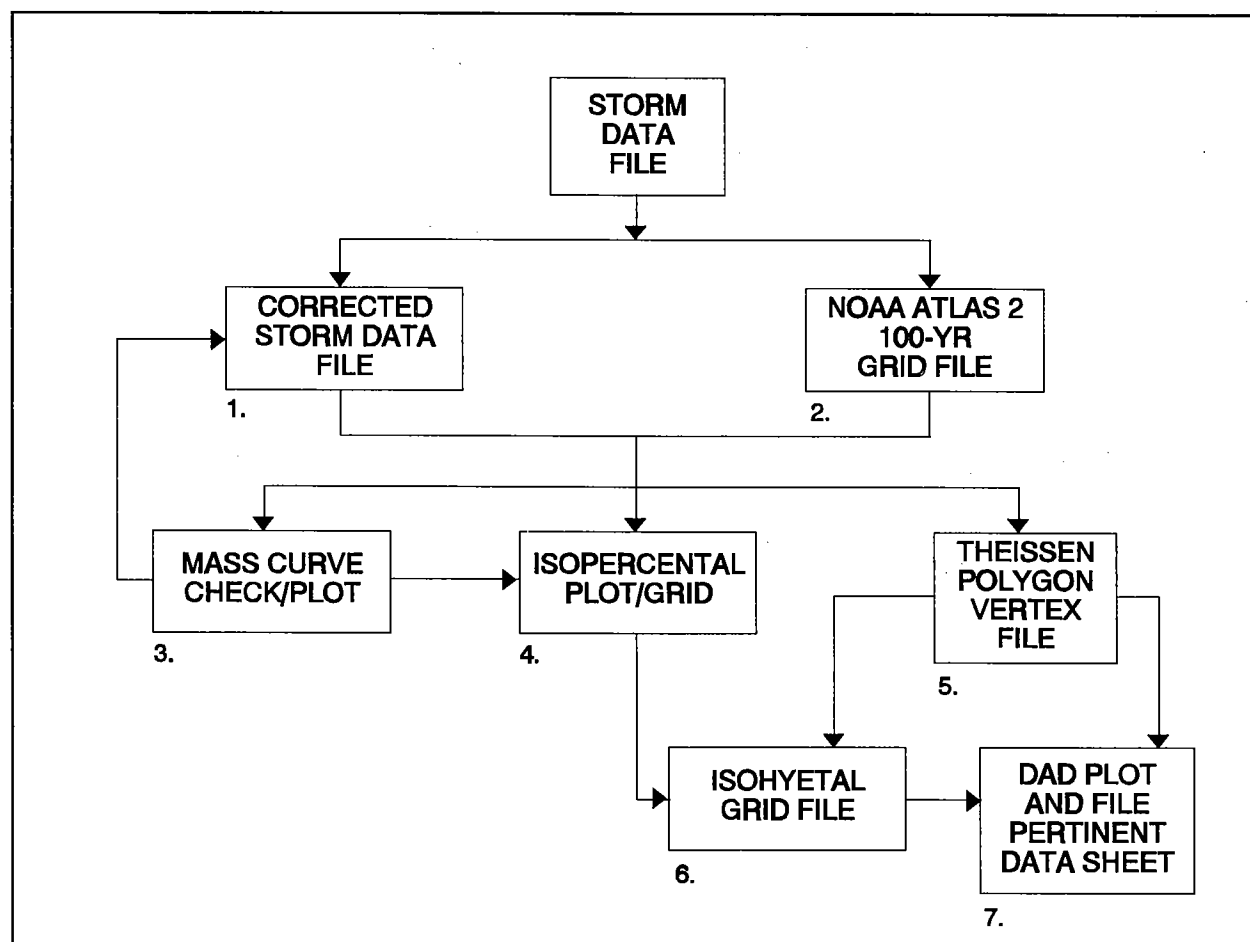 STORM
DATA
FILE
CORRECTED
STORM DATA
FILE
1.
NOAA ATLAS 2
100-YR
GRID FILE
2.
MASS CURVE
CHECK/PLOT
3.
ISOPERCENTAL
PLOT/GRID
4.
THEISSEN
POLYGON
VERTEX
FILE
5.
ISOHYETAL
GRID FILE
6.
DAD PLOT
AND FILE
PERTINENT
DATA SHEET
7.